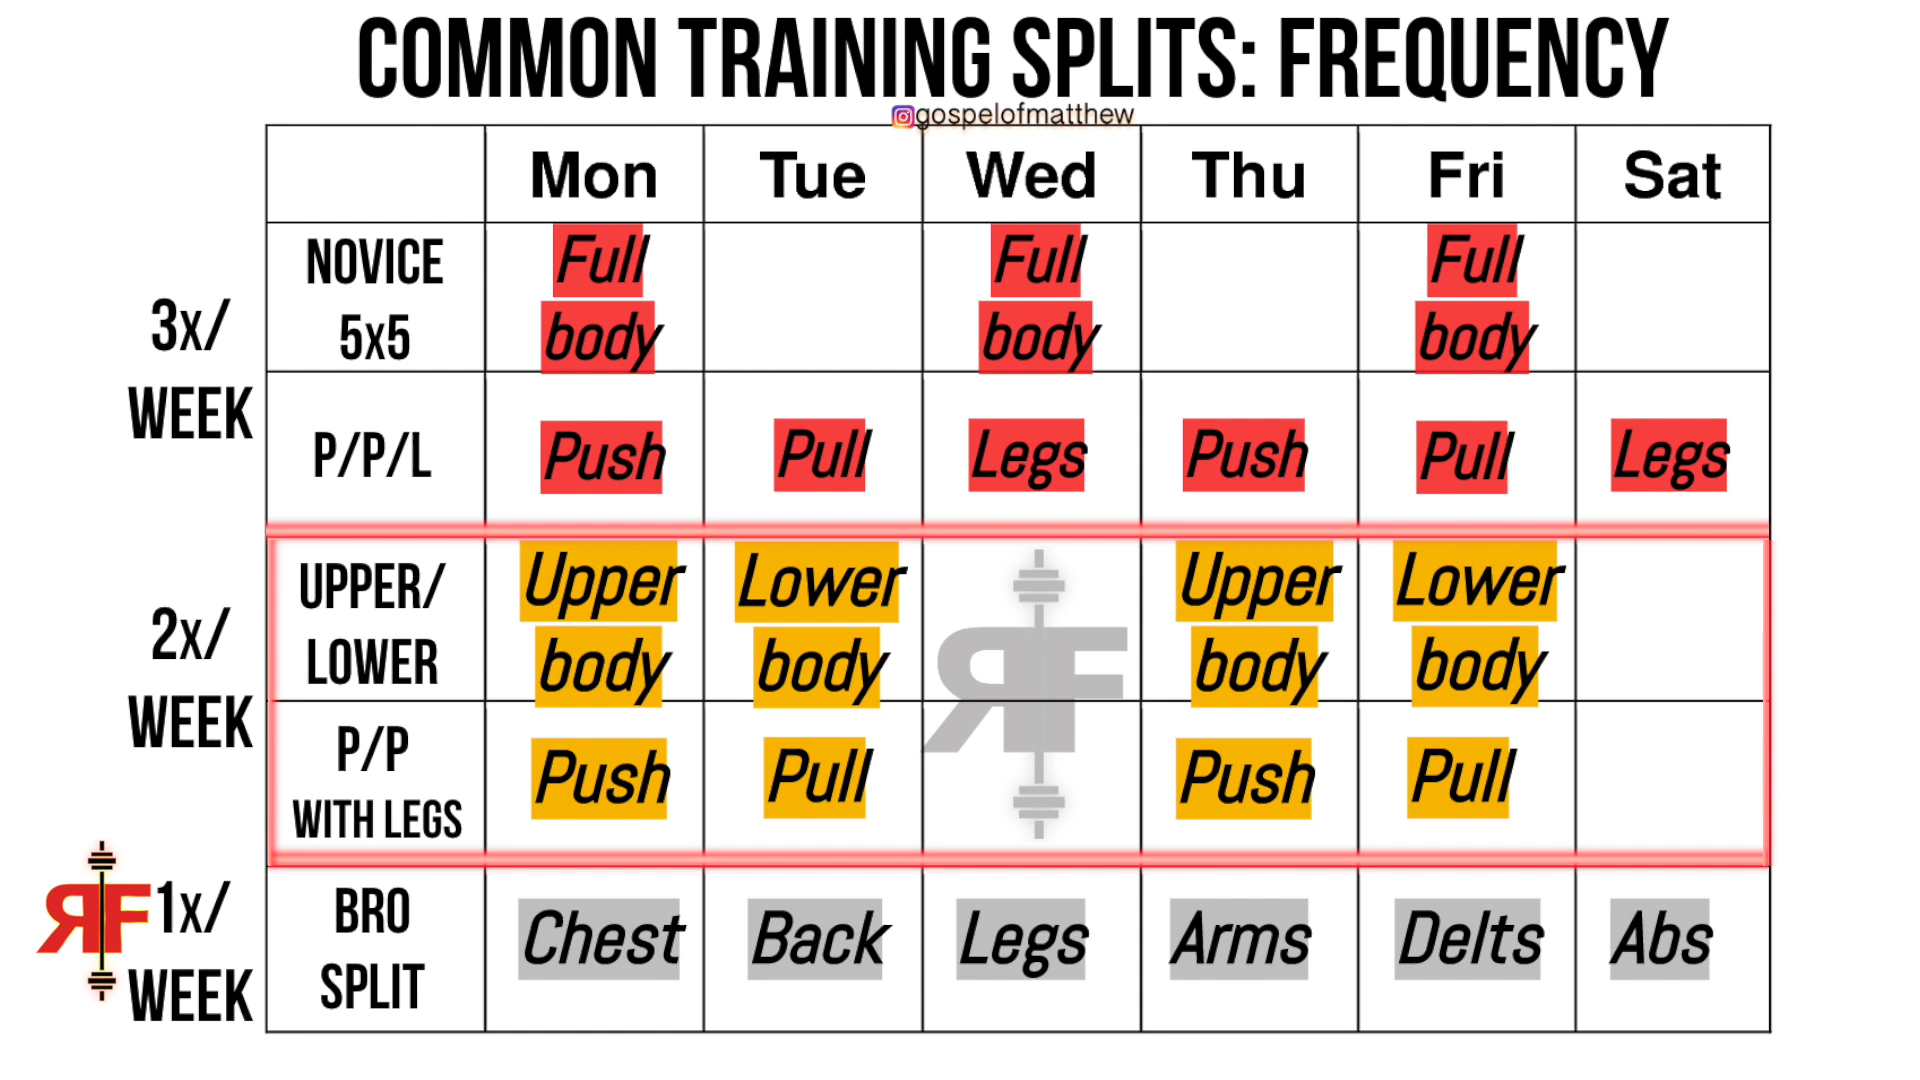 COMMON TRAINING SPLITS: FREQUENCY
gospelofmatthew
Mon Tue Wed Thu Fri Sat
3x/
WEEK
NOVICE
5x5
Full Full Full
body body body
P/P/L Push Pull Legs Push Pull Legs
2x/
WEEK
UPPER/
LOWER
Upper Lower Upper Lower
body body body body
P/P
WITH LEGS
Push Pull Push Pull
RF
1x/
WEEK
BRO
SPLIT
Chest Back Legs Arms Delts Abs
RF